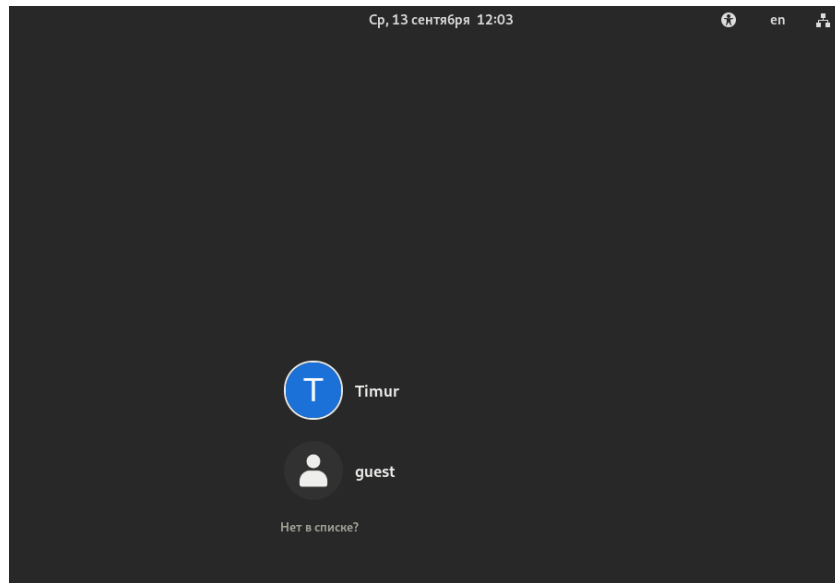 Ср, 13 сентября 12:03
en
T
Timur
guest
Нет в списке?